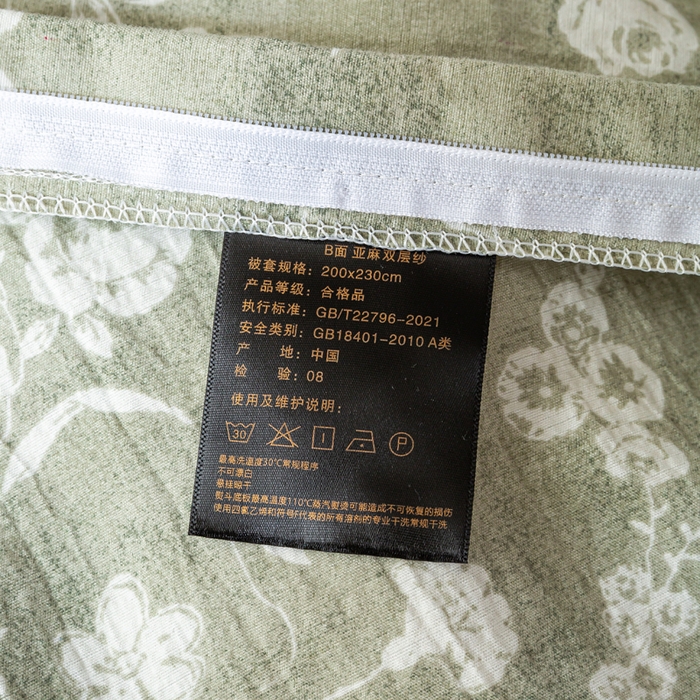 B面 亚麻双层纱
被套规格：200x230cm
产品等级：合格品
执行标准：GB/T22796-2021
安全类别：GB18401-2010 A类
产 地：中国
检 验：08
使用及维护说明：
30 P
最高洗温度30℃常规程序
不可漂白
悬挂晾干
熨斗底板最高温度110℃蒸汽熨烫可能造成不可恢复的损伤
使用四氯乙烯和符号F代表的所有溶剂的专业干洗常规干洗